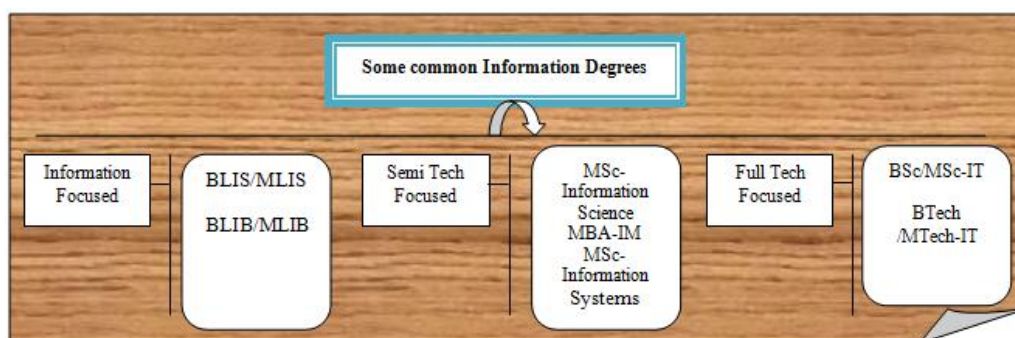 Some common Information Degrees
Information
Focused
BLIS/MLIS
BLIB/MLIB
Semi Tech
Focused
MSc-
Information
Science
MBA-IM
MSc-
Information
Systems
Full Tech
Focused
BSc/MSc-IT
BTech
/MTech-IT